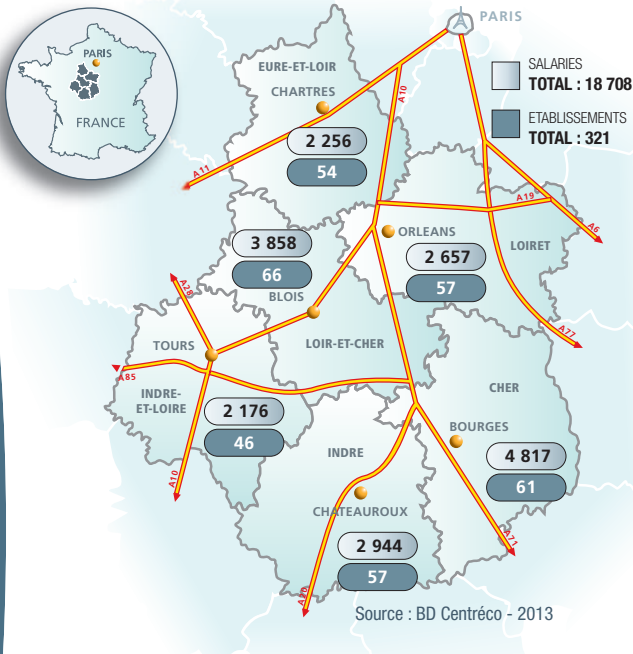 PARIS
PARIS
FRANCE
SALARIES
TOTAL : 18 708
ETABLISSEMENTS
TOTAL : 321
EURE-ET-LOIR
CHARTRES
A10
2 256
54
A11
A19
A6
ORLEANS
LOIRET
3 858
66
2 657
57
BLOIS
A28
A77
TOURS
LOIR-ET-CHER
A85
INDRE-
ET-LOIRE
CHER
2 176
46
BOURGES
INDRE
4 817
61
A10
CHATEAUROUX
2 944
57
A71
A20
Source : BD Centréco - 2013